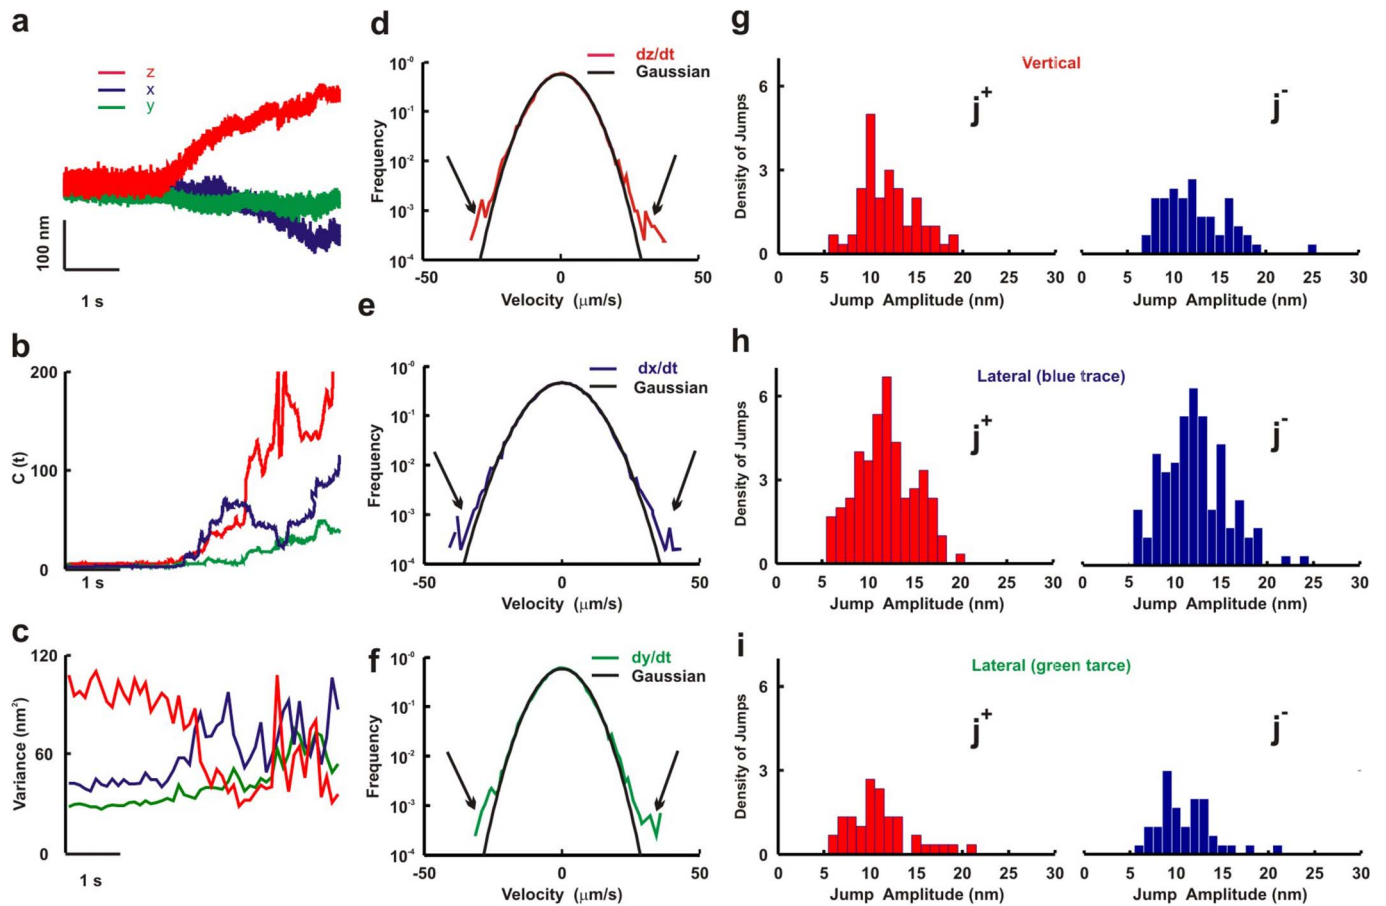 a
z
x
y
100 nm
1 s
b
200
100
0
C (t)
1 s
c
120
60
0
Variance (nm²)
1 s
d
dz/dt
Gaussian
10⁻⁰
10⁻¹
10⁻²
10⁻³
10⁻⁴
Frequency
-50 0 50
Velocity (μm/s)
e
dx/dt
Gaussian
10⁻⁰
10⁻¹
10⁻²
10⁻³
10⁻⁴
Frequency
-50 0 50
Velocity (μm/s)
f
dy/dt
Gaussian
10⁻⁰
10⁻¹
10⁻²
10⁻³
10⁻⁴
Frequency
-50 0 50
Velocity (μm/s)
g
Vertical
j⁺ j⁻
6
3
0
Density of Jumps
0 5 10 15 20 25 30 0 5 10 15 20 25 30
Jump Amplitude (nm) Jump Amplitude (nm)
h
Lateral (blue trace)
j⁺ j⁻
6
3
0
Density of Jumps
0 5 10 15 20 25 30 0 5 10 15 20 25 30
Jump Amplitude (nm) Jump Amplitude (nm)
i
Lateral (green tarce)
j⁺ j⁻
6
3
0
Density of Jumps
0 5 10 15 20 25 30 0 5 10 15 20 25 30
Jump Amplitude (nm) Jump Amplitude (nm)